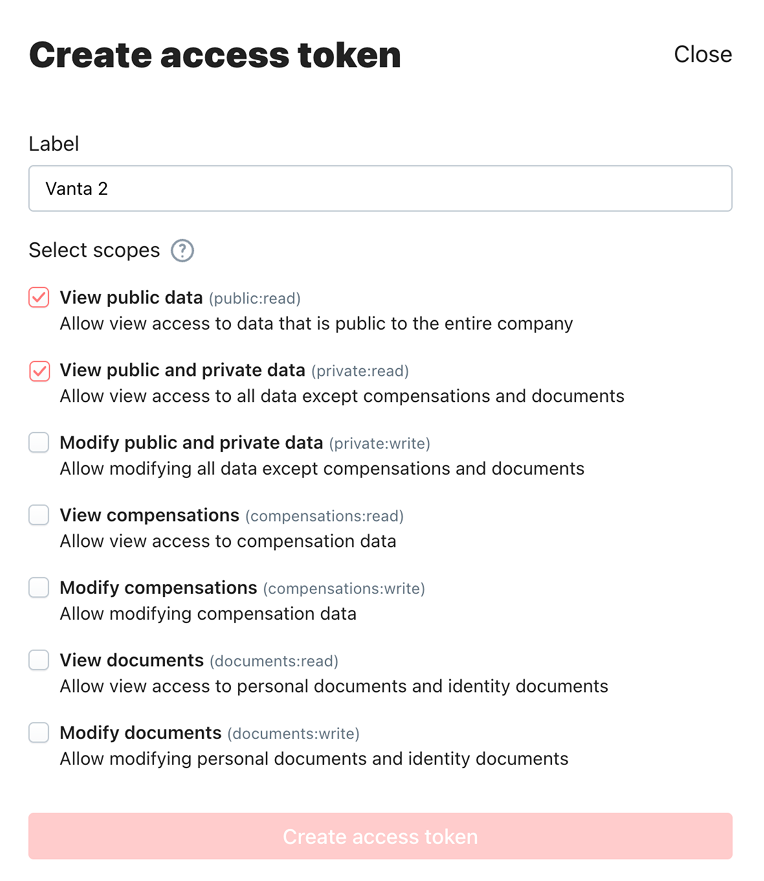 Create access token
Close
Label
Vanta 2
Select scopes ?
View public data (public:read)
Allow view access to data that is public to the entire company
View public and private data (private:read)
Allow view access to all data except compensations and documents
Modify public and private data (private:write)
Allow modifying all data except compensations and documents
View compensations (compensations:read)
Allow view access to compensation data
Modify compensations (compensations:write)
Allow modifying compensation data
View documents (documents:read)
Allow view access to personal documents and identity documents
Modify documents (documents:write)
Allow modifying personal documents and identity documents
Create access token